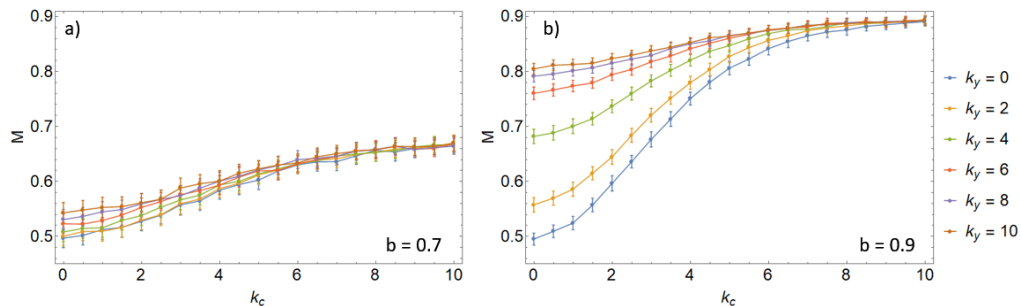 a)
0.9
0.8
0.7
0.6
0.5
M
0 2 4 6 8 10
k_c
b = 0.7
b)
0.9
0.8
0.7
0.6
0.5
M
0 2 4 6 8 10
k_c
b = 0.9
k_y = 0
k_y = 2
k_y = 4
k_y = 6
k_y = 8
k_y = 10